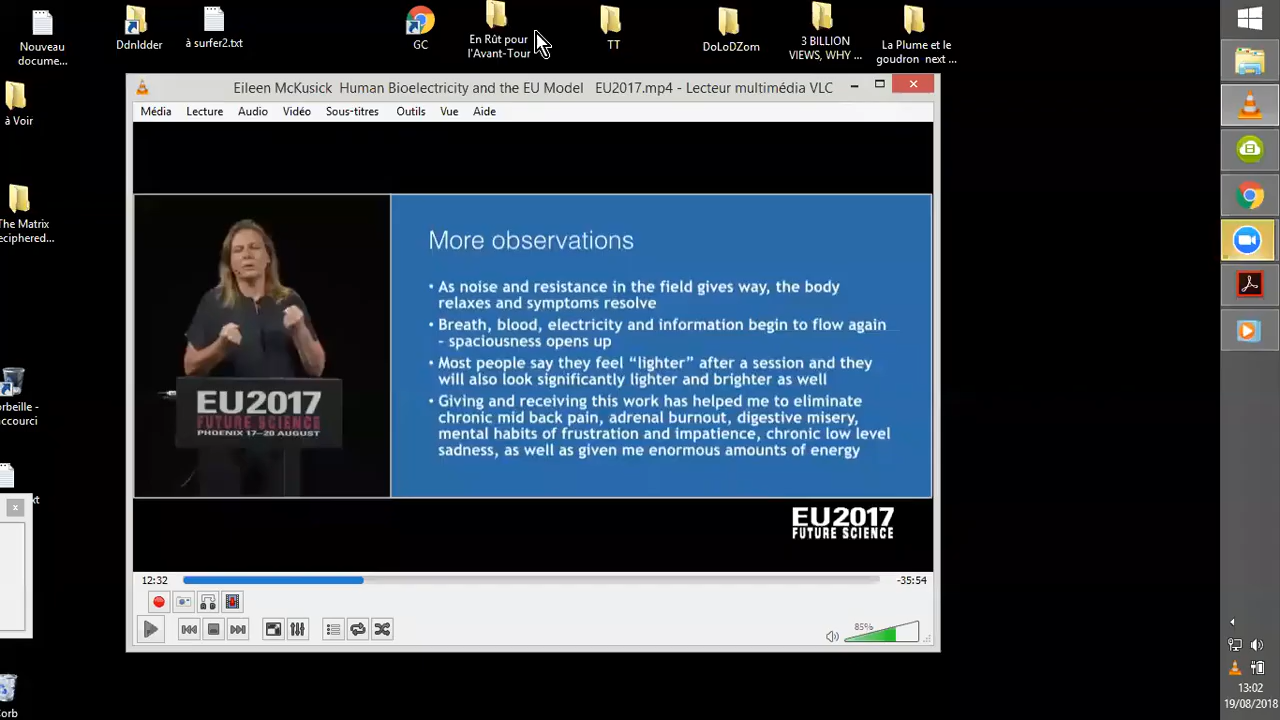 Nouveau
docume...
Ddnldder
à surfer2.txt
GC
En Rût pour
l'Avant-Tour
TT
DoLoDZom
3 BILLION
VIEWS, WHY ...
La Plume et le
goudron next ...
à Voir
The Matrix
eciphered...
orbeille -
ccourci
xt
x
Corb
Eileen McKusick Human Bioelectricity and the EU Model EU2017.mp4 - Lecteur multimédia VLC
Média Lecture Audio Vidéo Sous-titres Outils Vue Aide
More observations
• As noise and resistance in the field gives way, the body
relaxes and symptoms resolve
• Breath, blood, electricity and information begin to flow again
- spaciousness opens up
• Most people say they feel “lighter” after a session and they
will also look significantly lighter and brighter as well
• Giving and receiving this work has helped me to eliminate
chronic mid back pain, adrenal burnout, digestive misery,
mental habits of frustration and impatience, chronic low level
sadness, as well as given me enormous amounts of energy
EU2017
FUTURE SCIENCE
PHOENIX 17–20 AUGUST
EU2017
FUTURE SCIENCE
12:32
-35:54
85%
13:02
19/08/2018